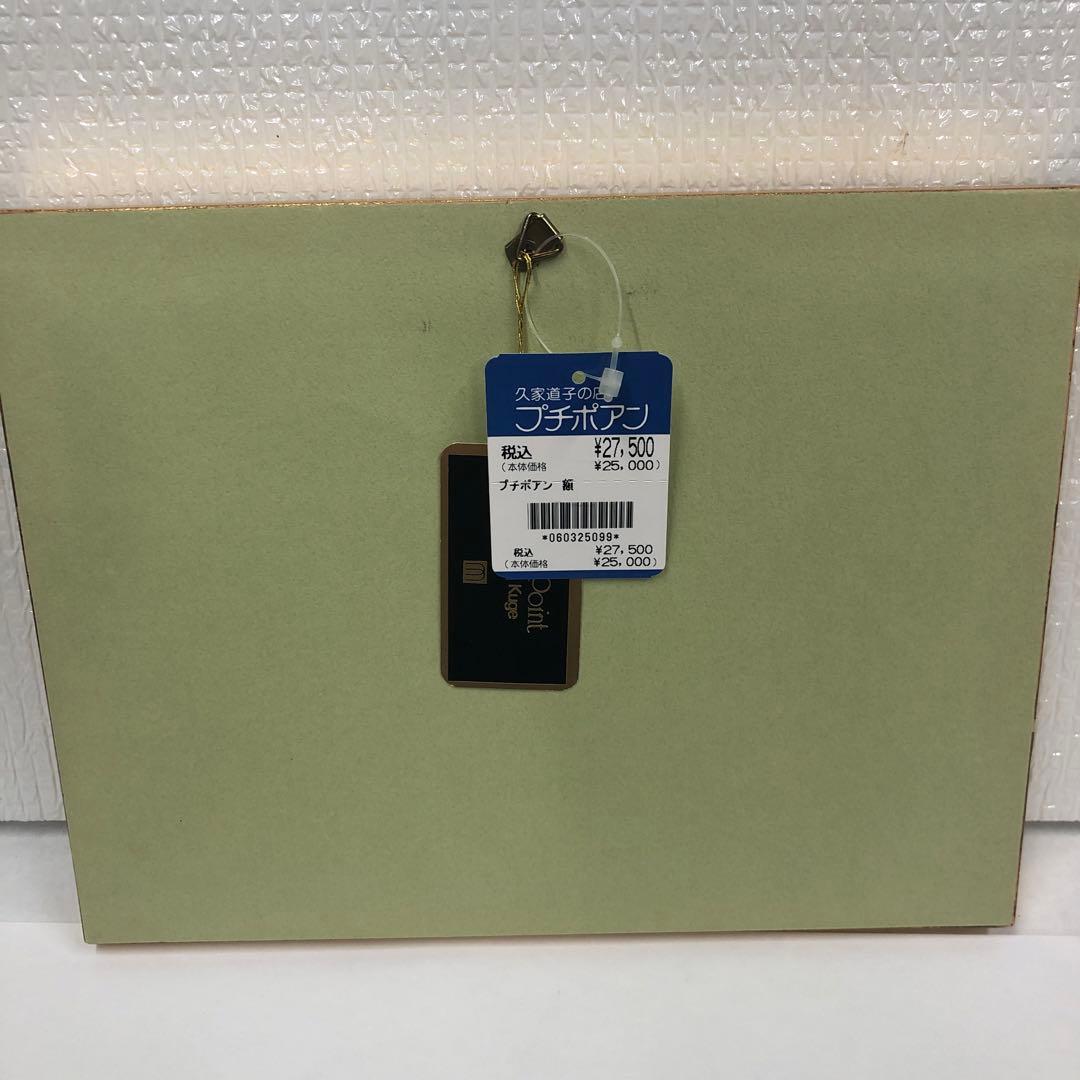 久家道子の店
プチポアン
税込 ¥27,500
(本体価格 ¥25,000)
プチポアン 額
*060325099*
税込 ¥27,500
(本体価格 ¥25,000)
Point
Kuge